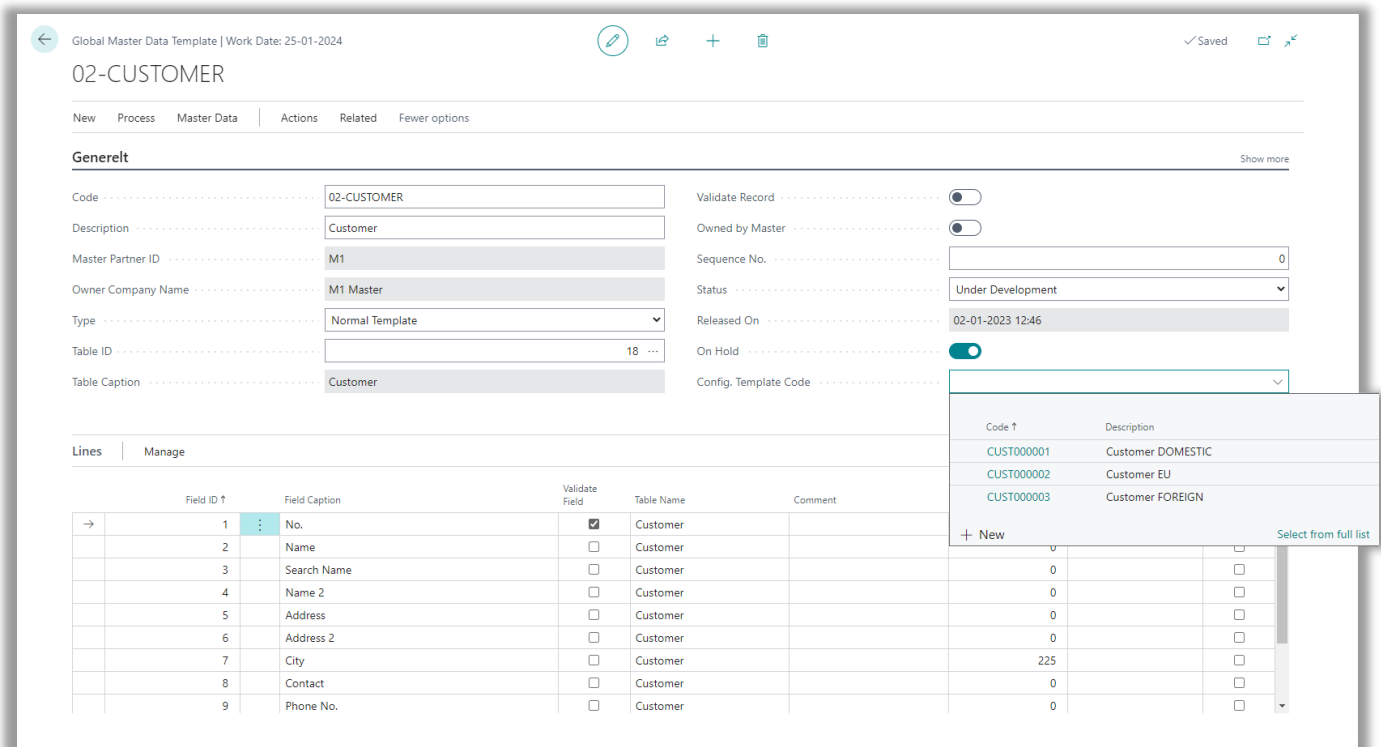 Global Master Data Template | Work Date: 25-01-2024
Saved
02-CUSTOMER
New Process Master Data Actions Related Fewer options
Generelt Show more
Code 02-CUSTOMER Validate Record
Description Customer Owned by Master
Master Partner ID M1 Sequence No. 0
Owner Company Name M1 Master Status Under Development
Type Normal Template Released On 02-01-2023 12:46
Table ID 18 ... On Hold
Table Caption Customer Config. Template Code
Code ↑ Description
CUST000001 Customer DOMESTIC
CUST000002 Customer EU
CUST000003 Customer FOREIGN
+ New Select from full list
Lines Manage
Field ID ↑ Field Caption Validate Field Table Name Comment
1 No. Customer
2 Name Customer 0
3 Search Name Customer 0
4 Name 2 Customer 0
5 Address Customer 0
6 Address 2 Customer 0
7 City Customer 225
8 Contact Customer 0
9 Phone No. Customer 0